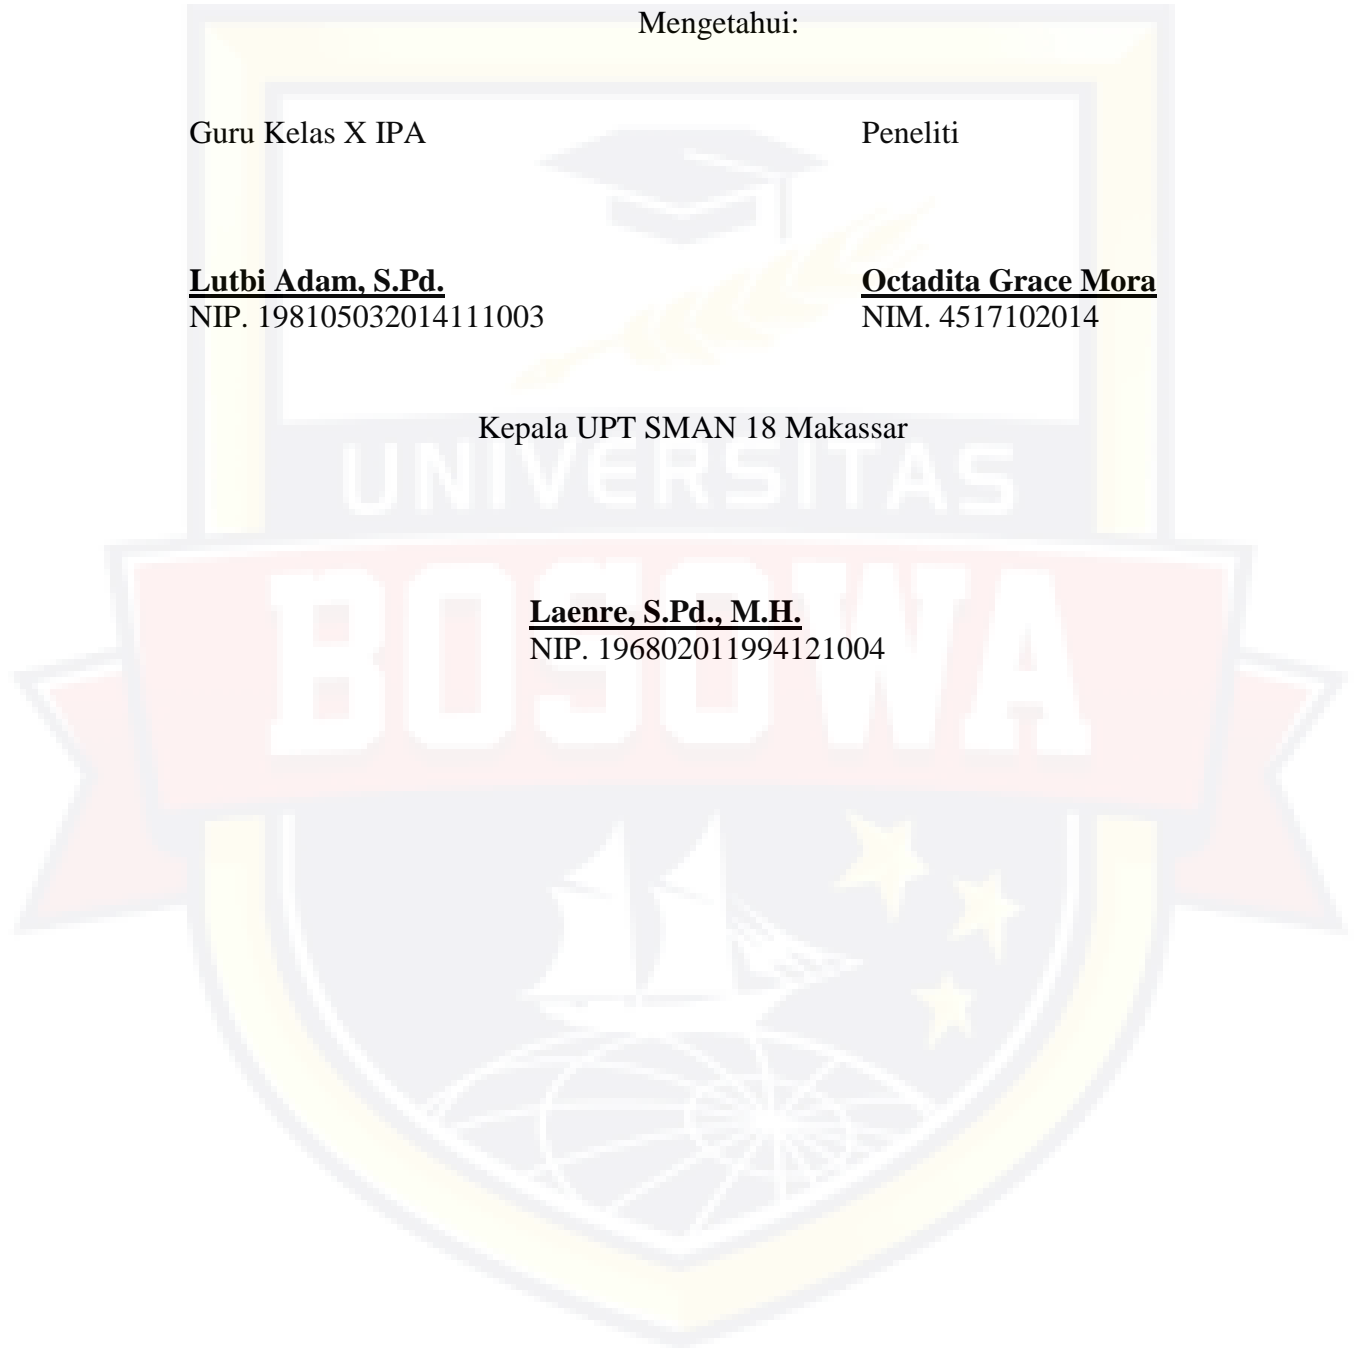 Mengetahui:
Guru Kelas X IPA
Peneliti
Lutbi Adam, S.Pd.
Octadita Grace Mora
NIP. 198105032014111003
NIM. 4517102014
Kepala UPT SMAN 18 Makassar
UNIVERSITAS
BOSOWA
Laenre, S.Pd., M.H.
NIP. 196802011994121004